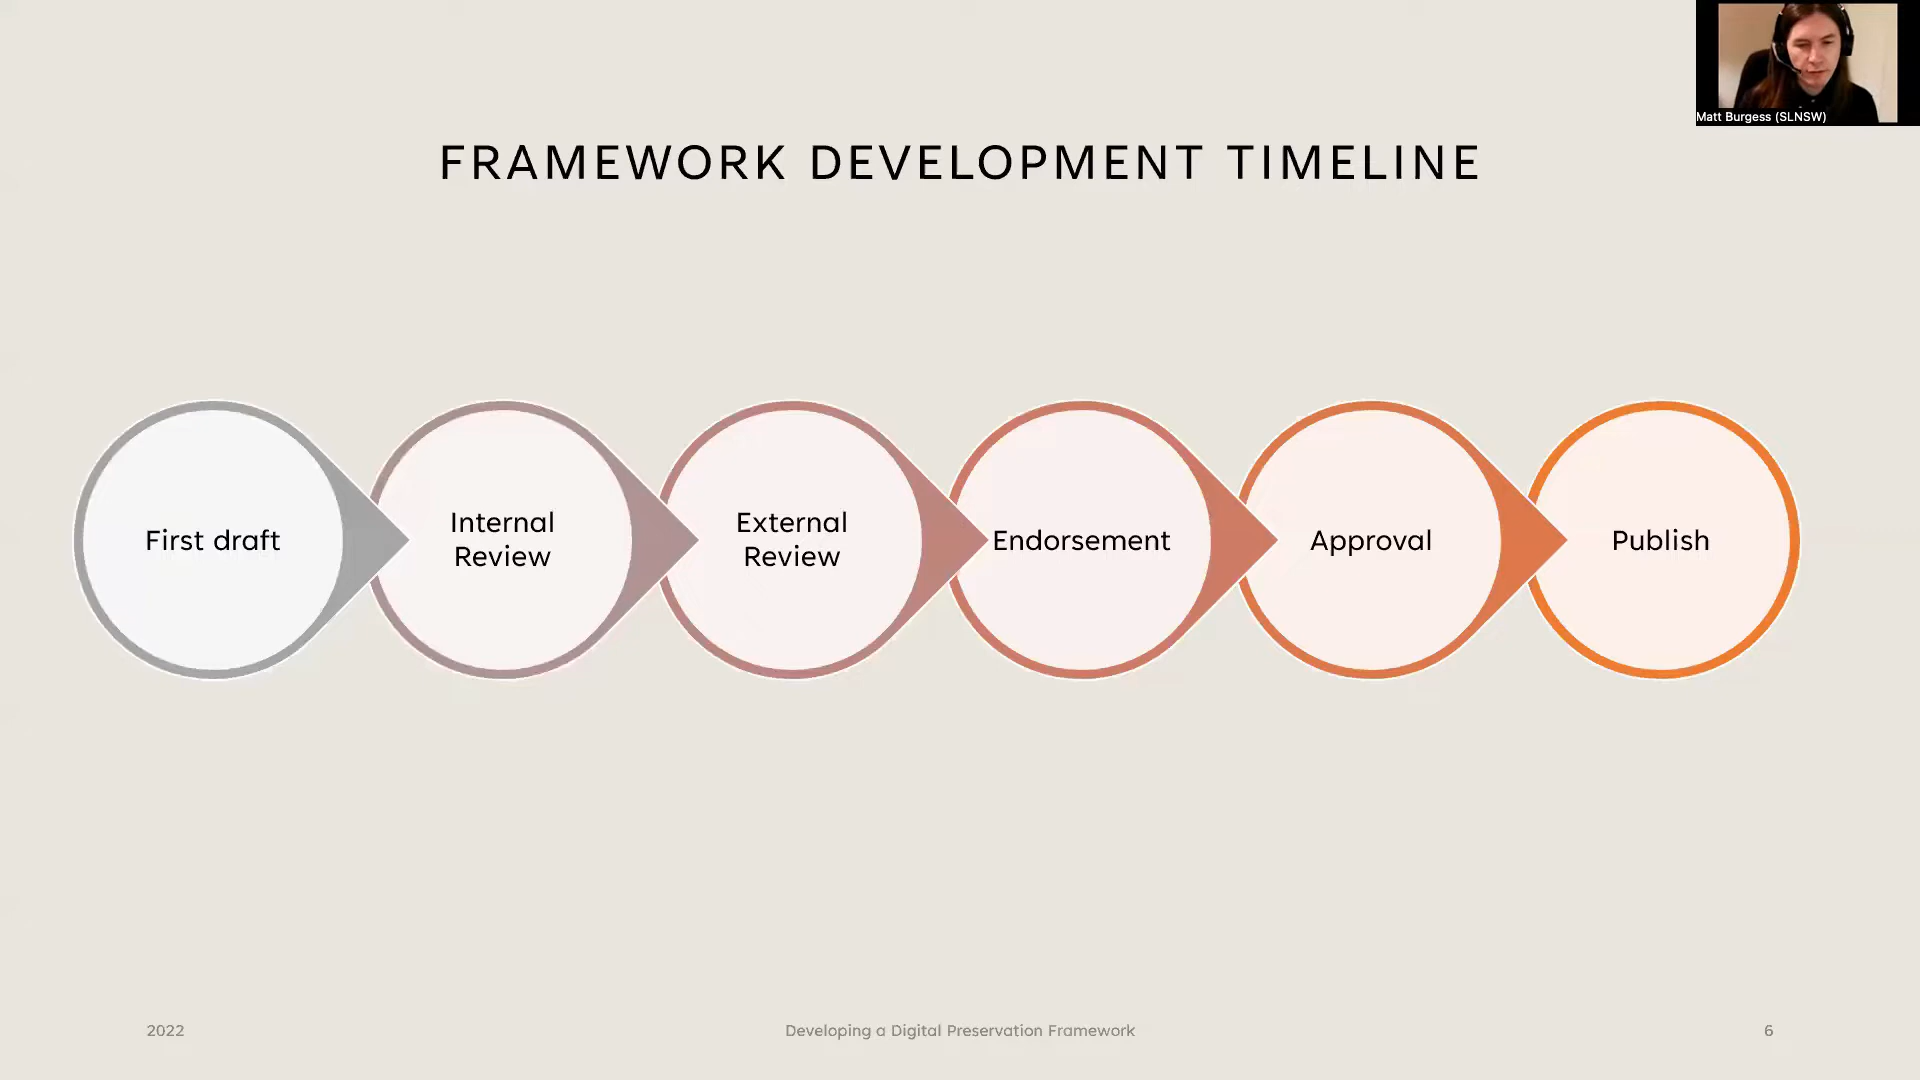 Matt Burgess (SLNSW)
FRAMEWORK DEVELOPMENT TIMELINE
First draft
Internal
Review
External
Review
Endorsement
Approval
Publish
2022
Developing a Digital Preservation Framework
6